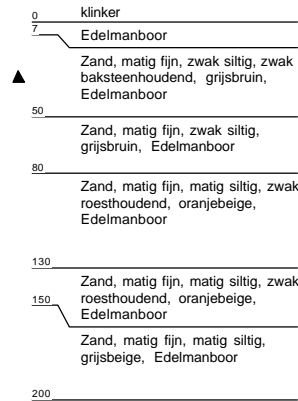 klinker
0
7
Edelmanboor
Zand, matig fijn, zwak siltig, zwak
baksteenhoudend, grijsbruin,
Edelmanboor
50
Zand, matig fijn, zwak siltig,
grijsbruin, Edelmanboor
80
Zand, matig fijn, matig siltig, zwak
roesthoudend, oranjebeige,
Edelmanboor
130
Zand, matig fijn, matig siltig, zwak
roesthoudend, oranjebeige,
Edelmanboor
150
Zand, matig fijn, matig siltig,
grijsbeige, Edelmanboor
200